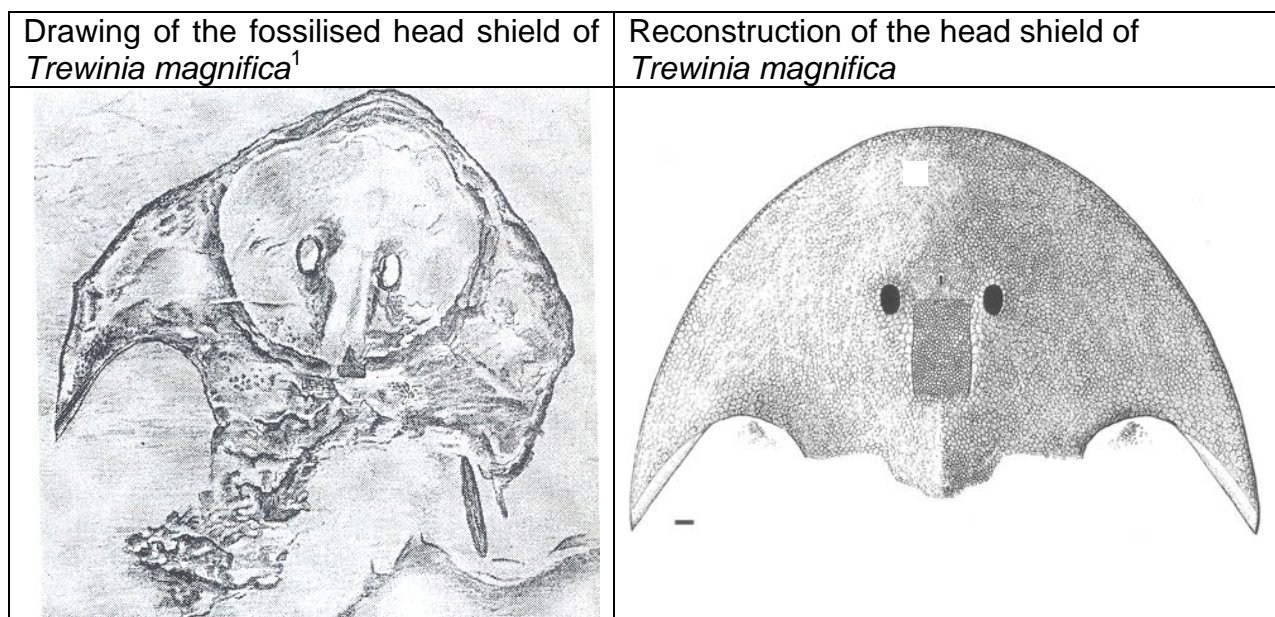 Drawing of the fossilised head shield of
Trewinia magnifica¹
Reconstruction of the head shield of
Trewinia magnifica